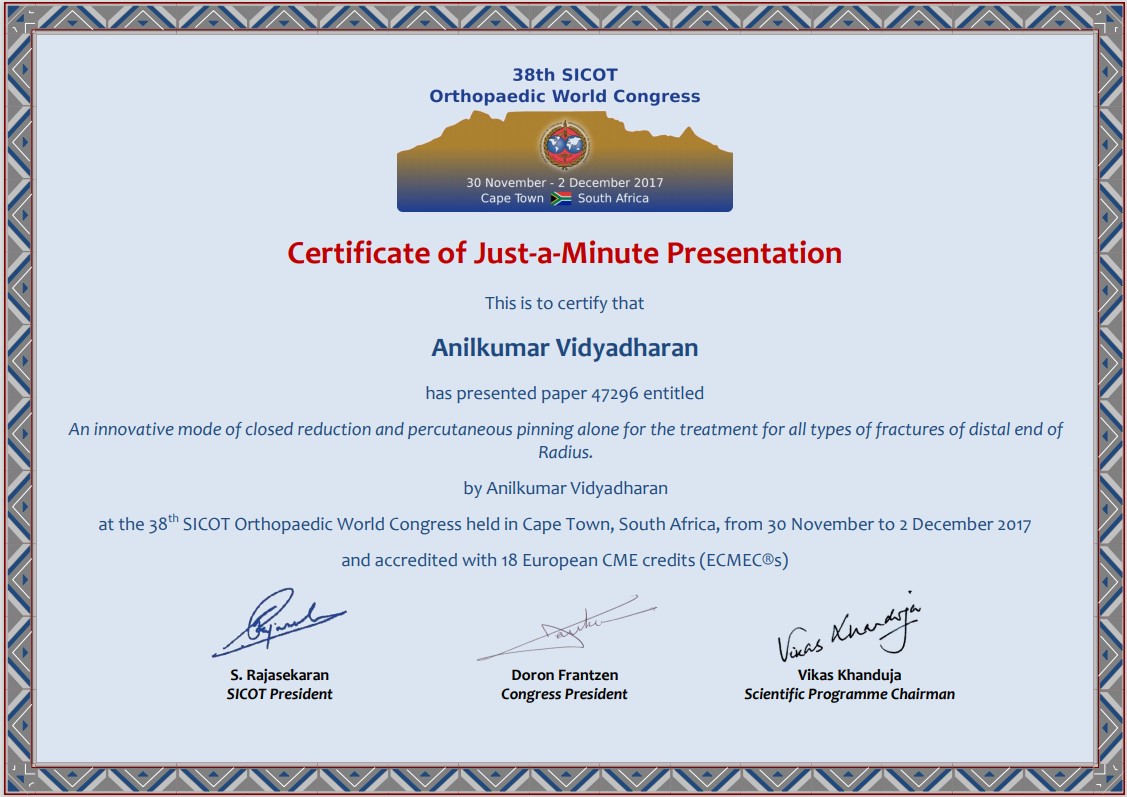 38th SICOT
Orthopaedic World Congress
30 November - 2 December 2017
Cape Town South Africa
Certificate of Just-a-Minute Presentation
This is to certify that
Anilkumar Vidyadharan
has presented paper 47296 entitled
An innovative mode of closed reduction and percutaneous pinning alone for the treatment for all types of fractures of distal end of
Radius.
by Anilkumar Vidyadharan
at the 38th SICOT Orthopaedic World Congress held in Cape Town, South Africa, from 30 November to 2 December 2017
and accredited with 18 European CME credits (ECMEC®s)
Vikas Khanduja
S. Rajasekaran Doron Frantzen Vikas Khanduja
SICOT President Congress President Scientific Programme Chairman